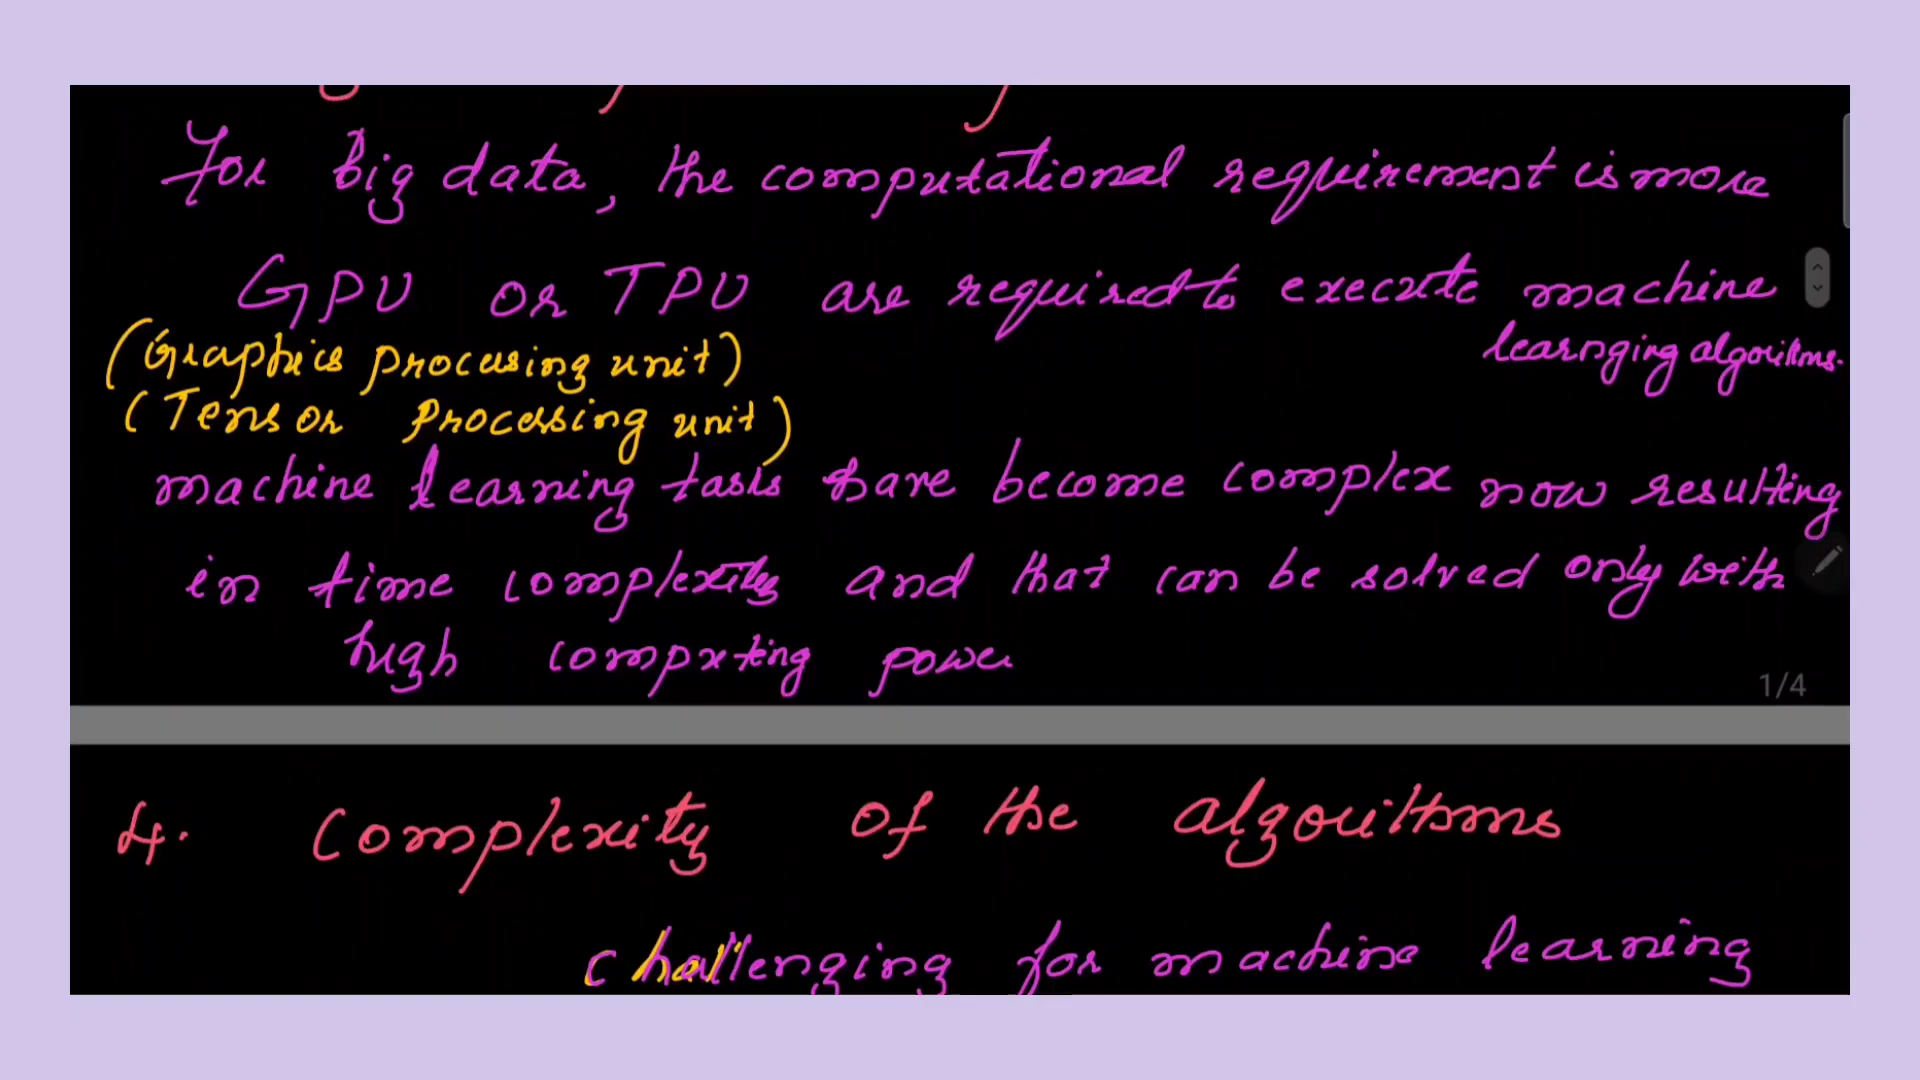 For big data, the computational requirement is more
GPU or TPU are required to execute machine
learnging algorithms.
(Graphics processing unit)
(Tensor Processing unit)
machine learning tasks have become complex now resulting
in time complexity and that can be solved only with
high computing power
1/4
4. Complexity of the algorithms
challenging for machine learning